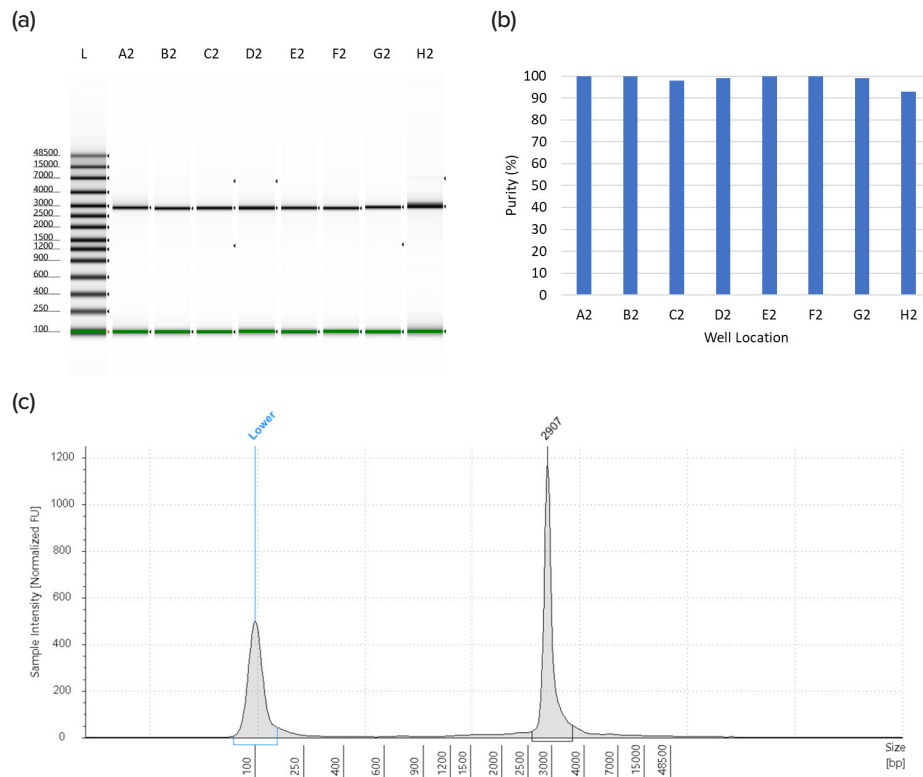 (a)
L A2 B2 C2 D2 E2 F2 G2 H2
48500
15000
7000
4000
3000
2500
2000
1500
1200
900
600
400
250
100
(b)
Purity (%)
100
90
80
70
60
50
40
30
20
10
0
A2 B2 C2 D2 E2 F2 G2 H2
Well Location
(c)
Lower
2907
Sample Intensity [Normalized FU]
1200
1000
800
600
400
200
0
100 250 400 600 900 1200 1500 2000 2500 3000 4000 7000 15000 48500
Size
[bp]